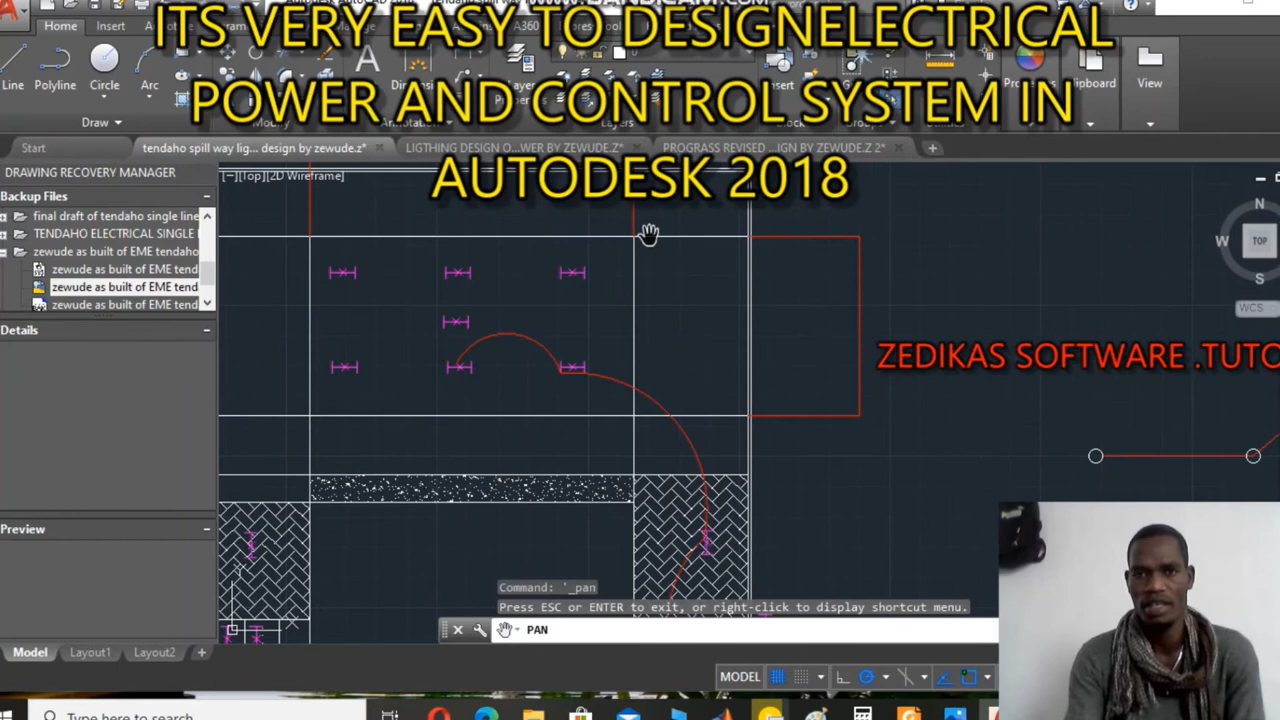 ITS VERY EASY TO DESIGNELECTRICAL
POWER AND CONTROL SYSTEM IN
AUTODESK 2018
Home
Insert
Line
Polyline
Circle
Arc
Draw
Layers
Clipboard
View
Start
tendaho spill way lig... design by zewude.z*
LIGTHING DESIGN O...WER BY ZEWUDE.Z*
PROGRASS REVISED ...IGN BY ZEWUDE.Z 2*
DRAWING RECOVERY MANAGER
[−][Top][2D Wireframe]
Backup Files
final draft of tendaho single line
TENDAHO ELECTRICAL SINGLE
zewude as built of EME tendaho
zewude as built of EME tend
zewude as built of EME tend
zewude as built of EME tend
Details
Preview
N
W
TOP
S
WCS
ZEDIKAS SOFTWARE .TUTO
Y
X
Command: '_pan
Press ESC or ENTER to exit, or right-click to display shortcut menu.
PAN
Model
Layout1
Layout2
MODEL
Type here to search